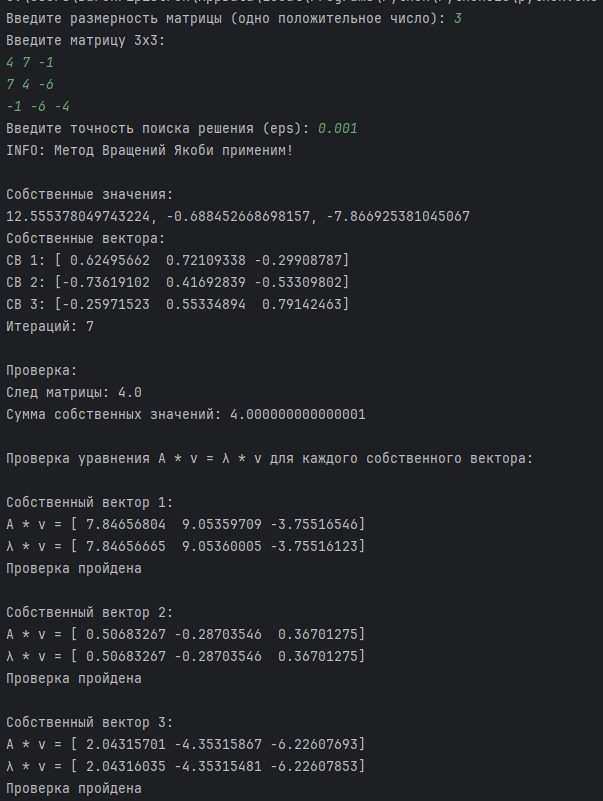 Введите размерность матрицы (одно положительное число): 3
Введите матрицу 3x3:
4 7 -1
7 4 -6
-1 -6 -4
Введите точность поиска решения (eps): 0.001
INFO: Метод Вращений Якоби применим!
Собственные значения:
12.555378049743224, -0.688452668698157, -7.866925381045067
Собственные вектора:
СВ 1: [ 0.62495662  0.72109338 -0.29908787]
СВ 2: [-0.73619102  0.41692839 -0.53309802]
СВ 3: [-0.25971523  0.55334894  0.79142463]
Итераций: 7
Проверка:
След матрицы: 4.0
Сумма собственных значений: 4.000000000000001
Проверка уравнения A * v = λ * v для каждого собственного вектора:
Собственный вектор 1:
A * v = [ 7.84656804  9.05359709 -3.75516546]
λ * v = [ 7.84656665  9.05360005 -3.75516123]
Проверка пройдена
Собственный вектор 2:
A * v = [ 0.50683267 -0.28703546  0.36701275]
λ * v = [ 0.50683267 -0.28703546  0.36701275]
Проверка пройдена
Собственный вектор 3:
A * v = [ 2.04315701 -4.35315867 -6.22607693]
λ * v = [ 2.04316035 -4.35315481 -6.22607853]
Проверка пройдена